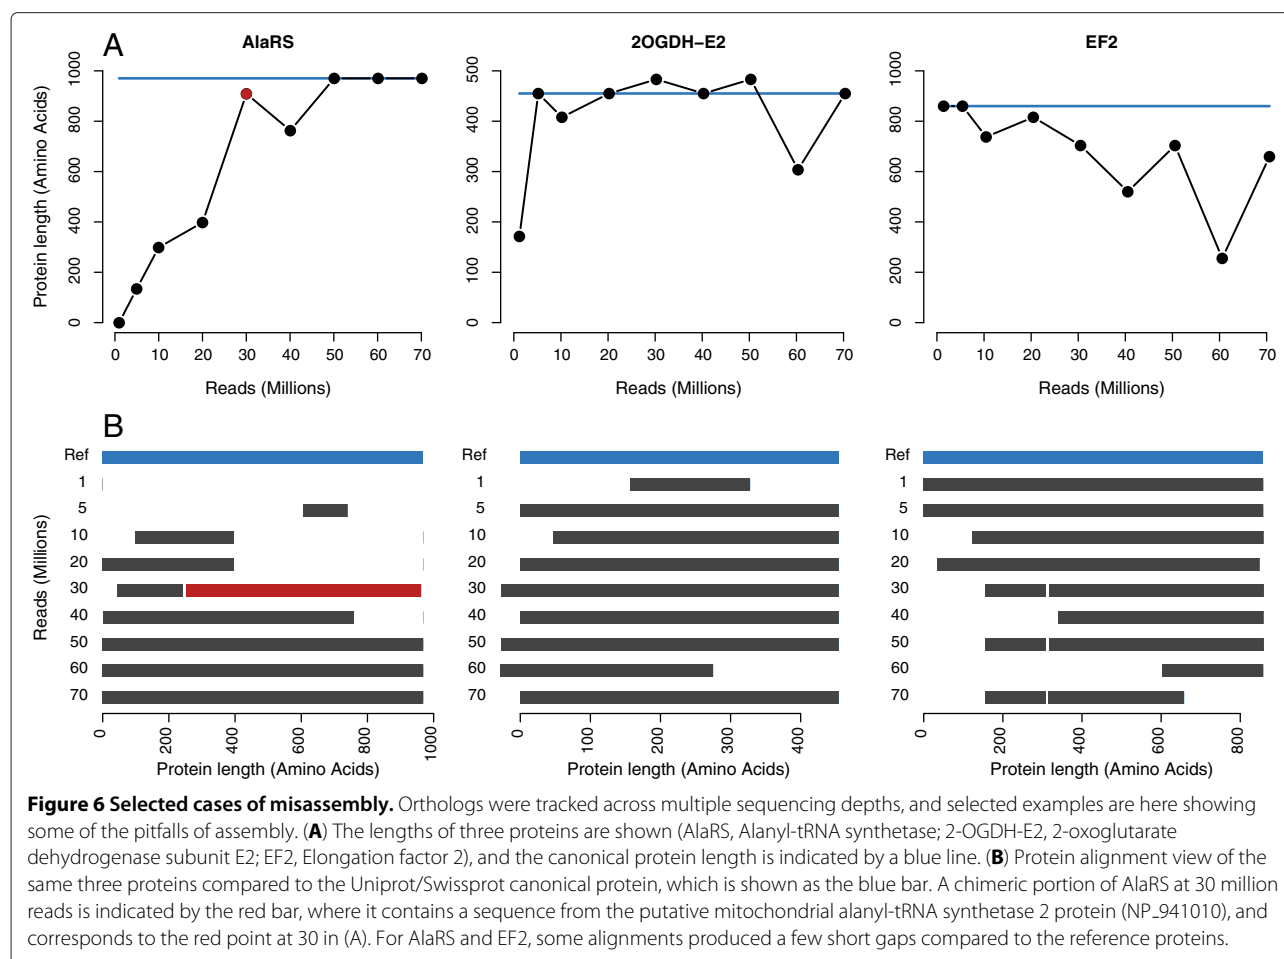 A
AlaRS
2OGDH−E2
EF2
Protein length (Amino Acids)
0 200 400 600 800 1000
0 10 20 30 40 50 60 70
Reads (Millions)
0 100 200 300 400 500
0 10 20 30 40 50 60 70
Reads (Millions)
0 200 400 600 800 1000
0 10 20 30 40 50 60 70
Reads (Millions)
B
Reads (Millions)
Ref
1
5
10
20
30
40
50
60
70
0 200 400 600 800 1000
Protein length (Amino Acids)
Ref
1
5
10
20
30
40
50
60
70
0 100 200 300 400
Protein length (Amino Acids)
Ref
1
5
10
20
30
40
50
60
70
0 200 400 600 800
Protein length (Amino Acids)
Figure 6 Selected cases of misassembly. Orthologs were tracked across multiple sequencing depths, and selected examples are here showing
some of the pitfalls of assembly. (A) The lengths of three proteins are shown (AlaRS, Alanyl-tRNA synthetase; 2-OGDH-E2, 2-oxoglutarate
dehydrogenase subunit E2; EF2, Elongation factor 2), and the canonical protein length is indicated by a blue line. (B) Protein alignment view of the
same three proteins compared to the Uniprot/Swissprot canonical protein, which is shown as the blue bar. A chimeric portion of AlaRS at 30 million
reads is indicated by the red bar, where it contains a sequence from the putative mitochondrial alanyl-tRNA synthetase 2 protein (NP_941010), and
corresponds to the red point at 30 in (A). For AlaRS and EF2, some alignments produced a few short gaps compared to the reference proteins.